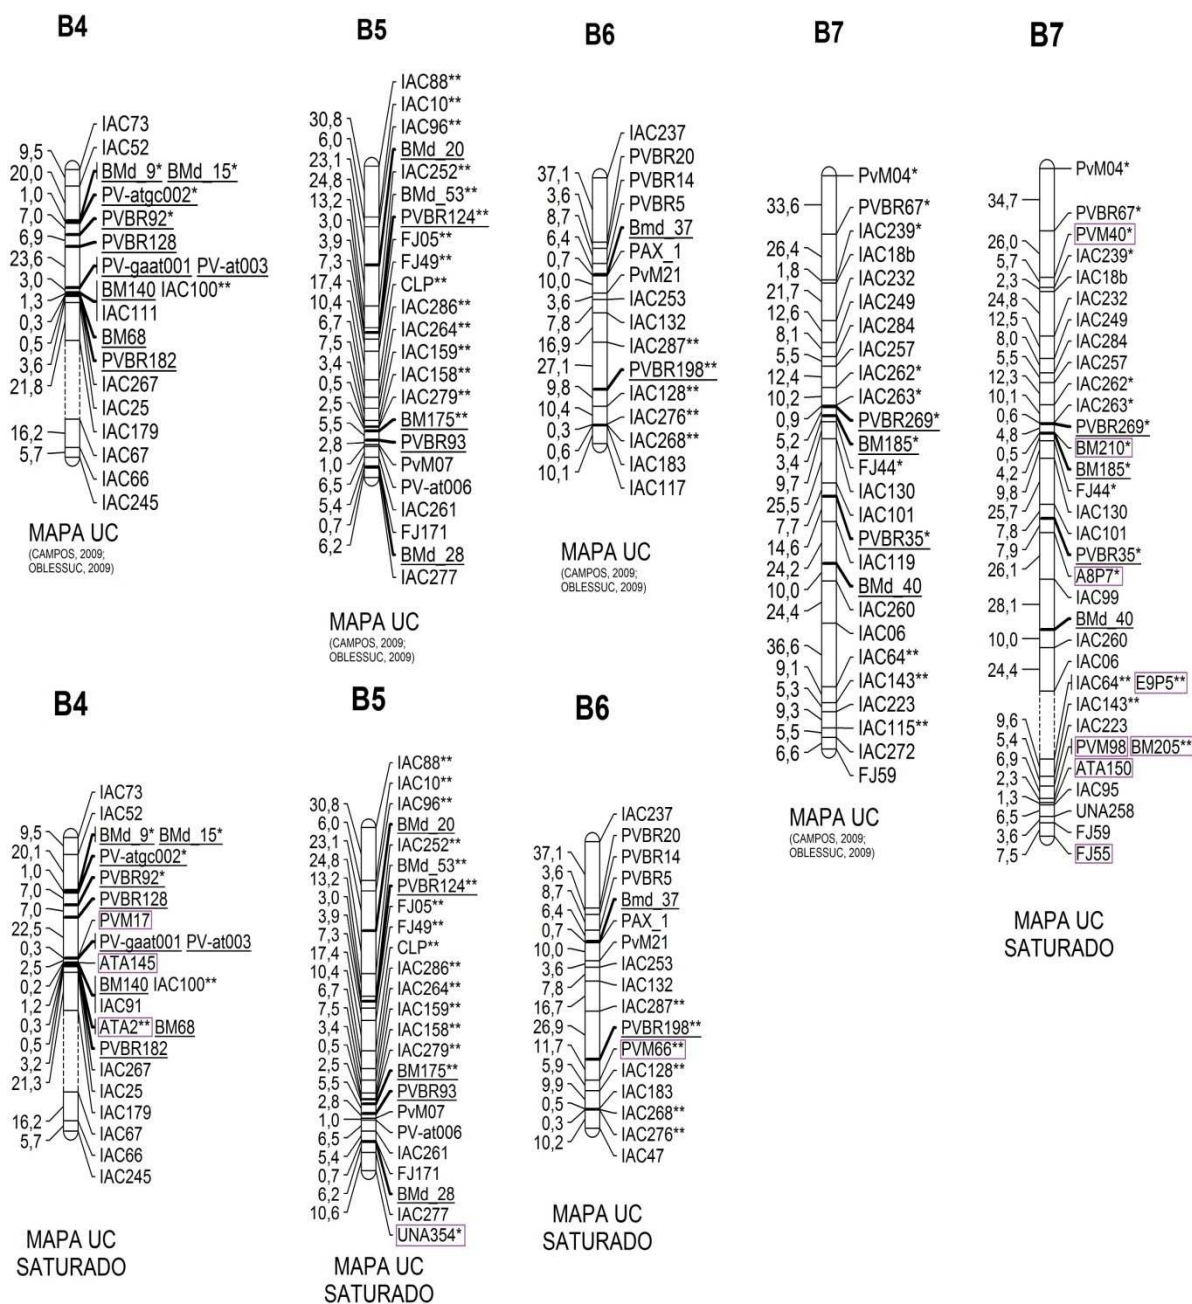 B4
9,5
20,0
1,0
7,0
6,9
23,6
3,0
1,3
0,3
0,5
3,6
21,8
16,2
5,7
IAC73
IAC52
BMd_9* BMd_15*
PV-atgc002*
PVBR92*
PVBR128
PV-gaat001 PV-at003
BM140 IAC100**
IAC111
BM68
PVBR182
IAC267
IAC25
IAC179
IAC67
IAC66
IAC245
MAPA UC
(CAMPOS, 2009;
OBLESSUC, 2009)
B5
30,8
6,0
23,1
24,8
13,2
3,0
3,9
7,3
17,4
10,4
6,7
7,5
3,4
0,5
2,5
5,5
2,8
1,0
6,5
5,4
0,7
6,2
IAC88**
IAC10**
IAC96**
BMd_20
IAC252**
BMd_53**
PVBR124**
FJ05**
FJ49**
CLP**
IAC286**
IAC264**
IAC159**
IAC158**
IAC279**
BM175**
PVBR93
PvM07
PV-at006
IAC261
FJ171
BMd_28
IAC277
MAPA UC
(CAMPOS, 2009;
OBLESSUC, 2009)
B6
37,1
3,6
8,7
6,4
0,7
10,0
3,6
7,8
16,9
27,1
9,8
10,4
0,3
0,6
10,1
IAC237
PVBR20
PVBR14
PVBR5
Bmd_37
PAX_1
PvM21
IAC253
IAC132
IAC287**
PVBR198**
IAC128**
IAC276**
IAC268**
IAC183
IAC117
MAPA UC
(CAMPOS, 2009;
OBLESSUC, 2009)
B7
33,6
26,4
1,8
21,7
12,6
8,1
5,5
12,4
10,2
0,9
5,2
3,4
9,7
25,5
7,7
14,6
24,2
10,0
24,4
36,6
9,1
5,3
9,3
5,5
6,6
PvM04*
PVBR67*
IAC239*
IAC18b
IAC232
IAC249
IAC284
IAC257
IAC262*
IAC263*
PVBR269*
BM185*
FJ44*
IAC130
IAC101
PVBR35*
IAC119
BMd_40
IAC260
IAC06
IAC64**
IAC143**
IAC223
IAC115**
IAC272
FJ59
MAPA UC
(CAMPOS, 2009;
OBLESSUC, 2009)
B7
34,7
26,0
5,7
2,3
24,8
12,5
8,0
5,5
12,3
10,1
0,6
4,8
0,5
4,2
9,8
25,7
7,8
7,9
26,1
28,1
10,0
24,4
9,6
5,4
6,9
2,3
1,3
6,5
3,6
7,5
PvM04*
PVBR67*
PVM40*
IAC239*
IAC18b
IAC232
IAC249
IAC284
IAC257
IAC262*
IAC263*
PVBR269*
BM210*
BM185*
FJ44*
IAC130
IAC101
PVBR35*
A8P7*
IAC99
BMd_40
IAC260
IAC06
IAC64** E9P5**
IAC143**
IAC223
PVM98 BM205**
ATA150
IAC95
UNA258
FJ59
FJ55
MAPA UC
SATURADO
B4
9,5
20,1
1,0
7,0
7,0
22,5
0,3
2,5
0,2
1,2
0,3
0,5
3,2
21,3
16,2
5,7
IAC73
IAC52
BMd_9* BMd_15*
PV-atgc002*
PVBR92*
PVBR128
PVM17
PV-gaat001 PV-at003
ATA145
BM140 IAC100**
IAC91
ATA2** BM68
PVBR182
IAC267
IAC25
IAC179
IAC67
IAC66
IAC245
MAPA UC
SATURADO
B5
30,8
6,0
23,1
24,8
13,2
3,0
3,9
7,3
17,4
10,4
6,7
7,5
3,4
0,5
2,5
5,5
2,8
1,0
6,5
5,4
0,7
6,2
10,6
IAC88**
IAC10**
IAC96**
BMd_20
IAC252**
BMd_53**
PVBR124**
FJ05**
FJ49**
CLP**
IAC286**
IAC264**
IAC159**
IAC158**
IAC279**
BM175**
PVBR93
PvM07
PV-at006
IAC261
FJ171
BMd_28
IAC277
UNA354*
MAPA UC
SATURADO
B6
37,1
3,6
8,7
6,4
0,7
10,0
3,6
7,8
16,7
26,9
11,7
5,9
9,9
0,5
0,3
10,2
IAC237
PVBR20
PVBR14
PVBR5
Bmd_37
PAX_1
PvM21
IAC253
IAC132
IAC287**
PVBR198**
PVM66**
IAC128**
IAC183
IAC268**
IAC276**
IAC47
MAPA UC
SATURADO